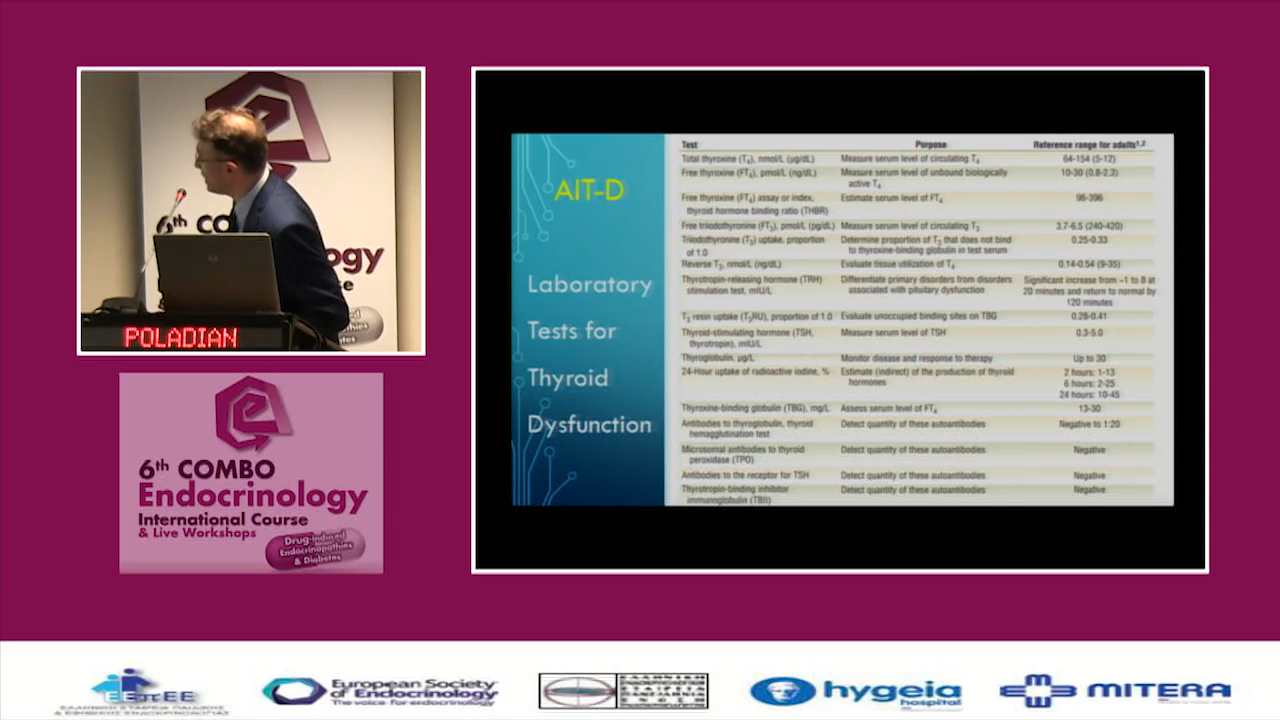 6th CO
ogy
se
POLADIAN
6th COMBO
Endocrinology
International Course
& Live Workshops
Drug-induced
Endocrinopathies
& Diabetes
AIT-D
Laboratory
Tests for
Thyroid
Dysfunction
Test Purpose Reference range for adults1,2
Total thyroxine (T4), nmol/L (µg/dL) Measure serum level of circulating T4 64-154 (5-12)
Free thyroxine (FT4), pmol/L (ng/dL) Measure serum level of unbound biologically active T4 10-30 (0.8-2.3)
Free thyroxine (FT4) assay or index, thyroid hormone binding ratio (THBR) Estimate serum level of FT4 96-396
Free triiodothyronine (FT3), pmol/L (pg/dL) Measure serum level of circulating T3 3.7-6.5 (240-420)
Triiodothyronine (T3) uptake, proportion of 1.0 Determine proportion of T3 that does not bind to thyroxine-binding globulin in test serum 0.25-0.33
Reverse T3, nmol/L (ng/dL) Evaluate tissue utilization of T4 0.14-0.54 (9-35)
Thyrotropin-releasing hormone (TRH) stimulation test, mIU/L Differentiate primary disorders from disorders associated with pituitary dysfunction Significant increase from ~1 to 8 at 20 minutes and return to normal by 120 minutes
T3 resin uptake (T3RU), proportion of 1.0 Evaluate unoccupied binding sites on TBG 0.28-0.41
Thyroid-stimulating hormone (TSH, thyrotropin), mIU/L Measure serum level of TSH 0.3-5.0
Thyroglobulin, µg/L Monitor disease and response to therapy Up to 30
24-Hour uptake of radioactive iodine, % Estimate (indirect) of the production of thyroid hormones 2 hours: 1-13
6 hours: 2-25
24 hours: 10-45
Thyroxine-binding globulin (TBG), mg/L Assess serum level of FT4 13-30
Antibodies to thyroglobulin, thyroid hemagglutination test Detect quantity of these autoantibodies Negative to 1:20
Microsomal antibodies to thyroid peroxidase (TPO) Detect quantity of these autoantibodies Negative
Antibodies to the receptor for TSH Detect quantity of these autoantibodies Negative
Thyrotropin-binding inhibitor immunoglobulin (TBII) Detect quantity of these autoantibodies Negative
ΕΕΠΕΕ
ΕΛΛΗΝΙΚΗ ΕΤΑΙΡΕΙΑ ΠΑΙΔΙΚΗΣ
& ΕΦΗΒΙΚΗΣ ΕΝΔΟΚΡΙΝΟΛΟΓΙΑΣ
European Society
of Endocrinology
The voice for endocrinology
hygeia
hospital
MITERA